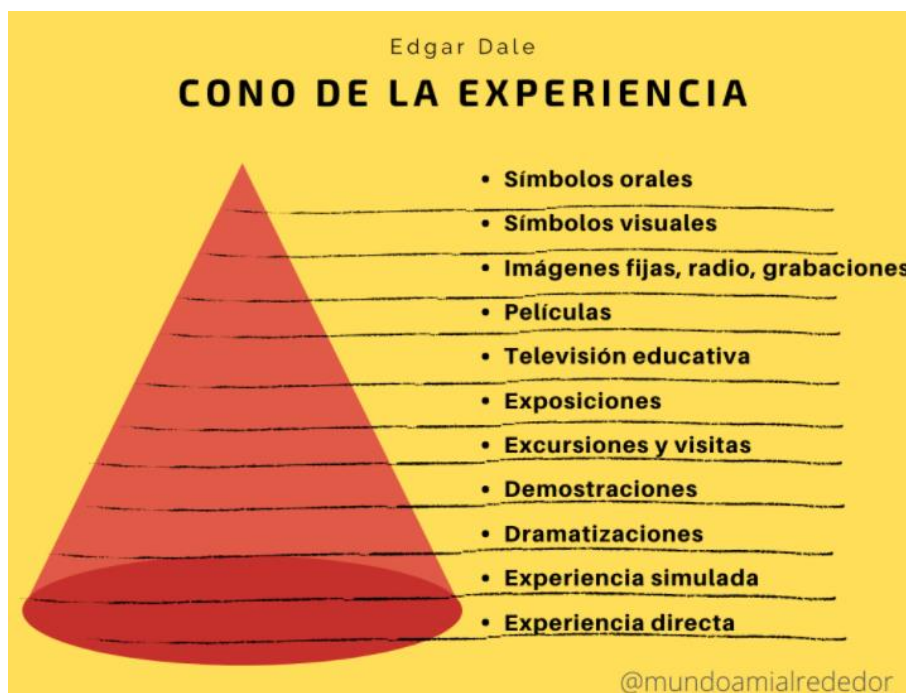 Edgar Dale
CONO DE LA EXPERIENCIA
• Símbolos orales
• Símbolos visuales
• Imágenes fijas, radio, grabaciones
• Películas
• Televisión educativa
• Exposiciones
• Excursiones y visitas
• Demostraciones
• Dramatizaciones
• Experiencia simulada
• Experiencia directa
@mundoamialrededor